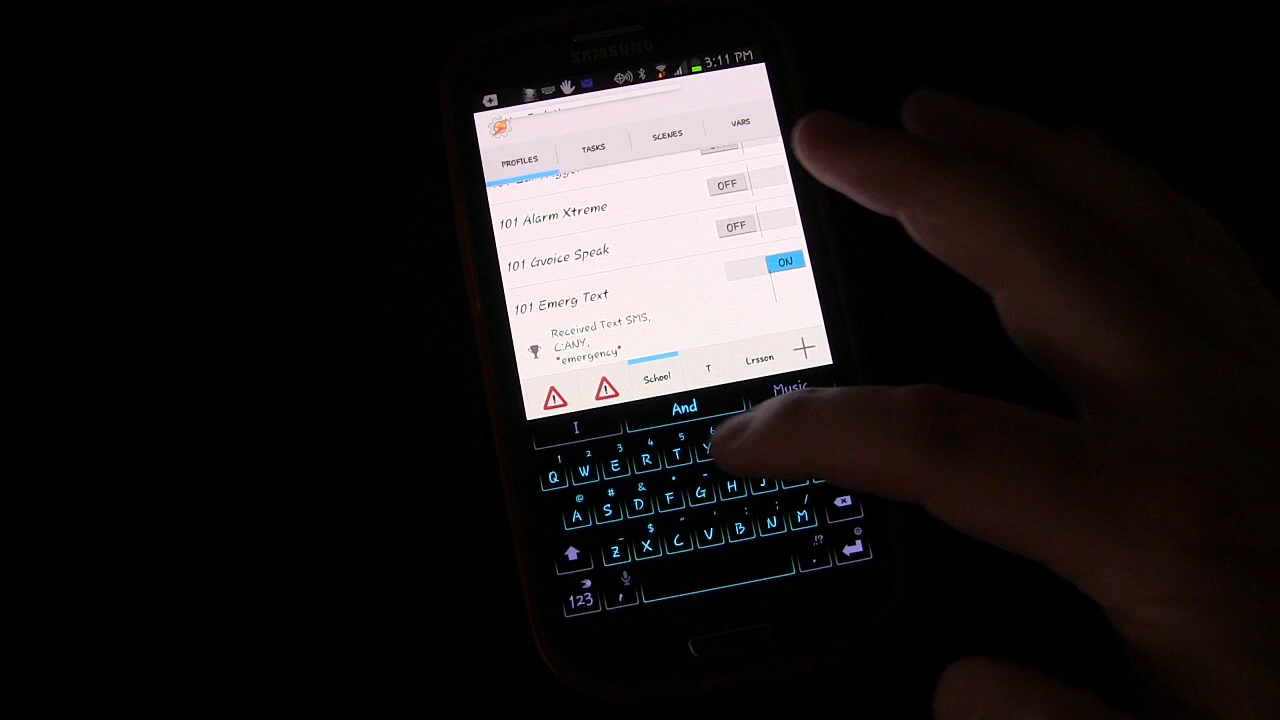 SAMSUNG
3:11 PM
PROFILES TASKS SCENES VARS
101 Alarm Xtreme OFF
101 Gvoice Speak OFF
101 Emerg Text ON
Received Text SMS,
C:ANY,
*emergency*
School T Lrsson +
I And Music
1 2 3 4 5 6
Q W E R T Y
@ # & *
A S D F G H J
$ " ' : ; /
Z X C V B N M
!?
123 , .